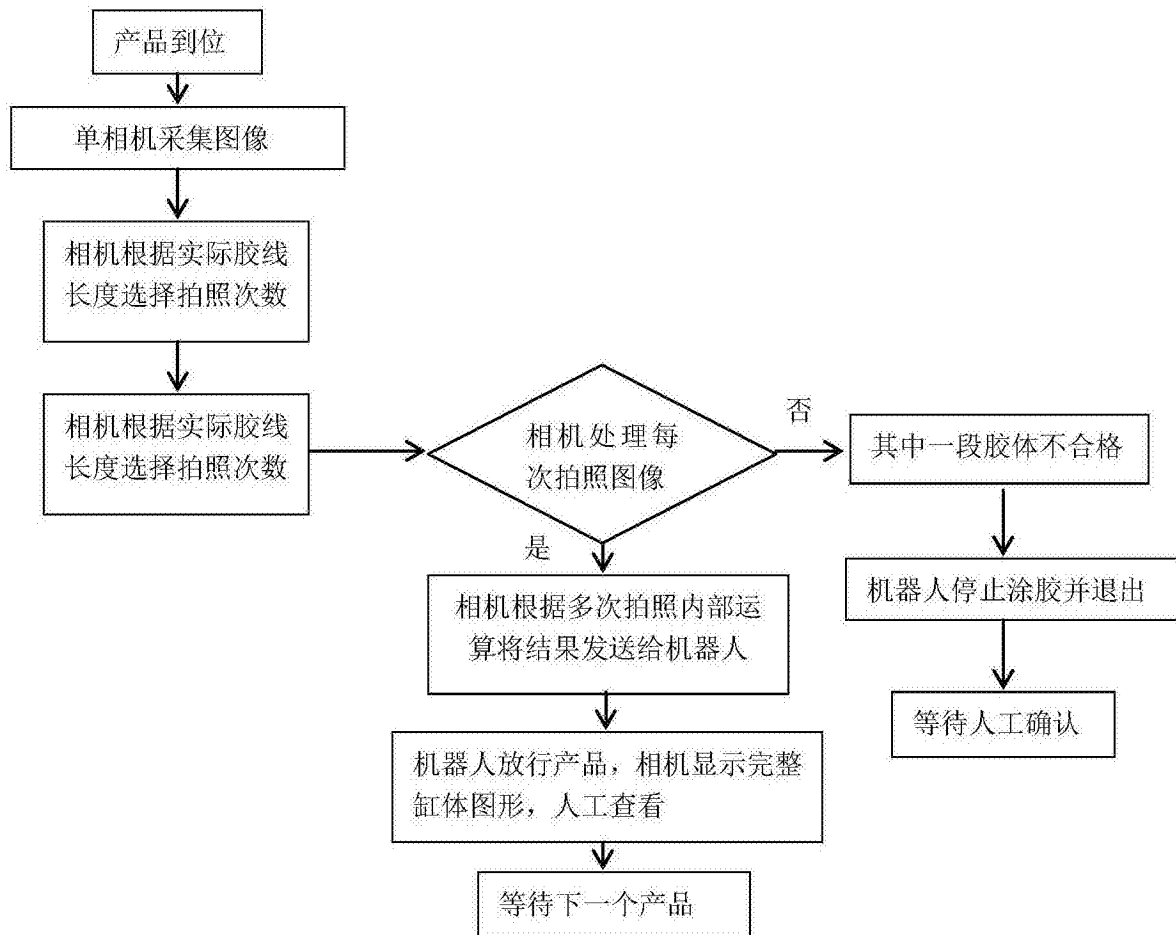 产品到位
单相机采集图像
相机根据实际胶线
长度选择拍照次数
相机根据实际胶线
长度选择拍照次数
相机处理每
次拍照图像
否
其中一段胶体不合格
机器人停止涂胶并退出
等待人工确认
是
相机根据多次拍照内部运
算将结果发送给机器人
机器人放行产品，相机显示完整
缸体图形，人工查看
等待下一个产品